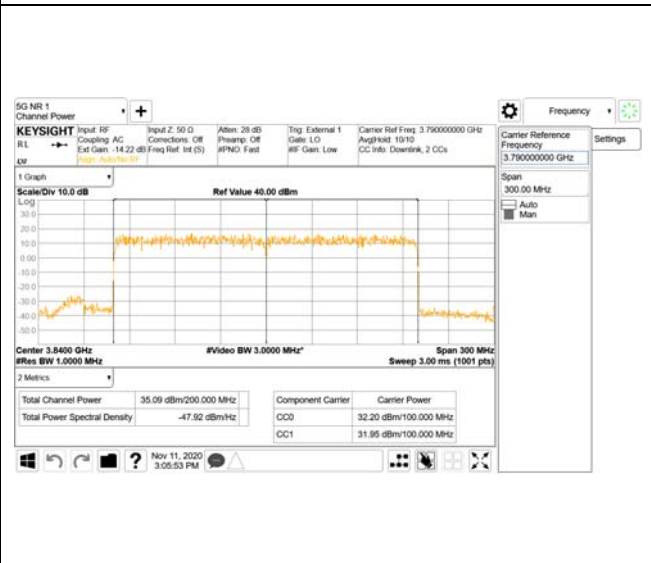 5G NR 1
Channel Power
Frequency
KEYSIGHT
Input: RF
Input Z: 50 Ω
Atten: 28 dB
Trig: External 1
Carrier Ref Freq: 3.790000000 GHz
RL
Coupling: AC
Corrections: Off
Preamp: Off
Gate: LO
Avg|Hold: 10/10
Ext Gain: -14.22 dB
Freq Ref: Int (S)
#PNO: Fast
#IF Gain: Low
CC Info: Downlink, 2 CCs
Align: Auto/No RF
Carrier Reference
Frequency
3.790000000 GHz
Settings
Span
300.00 MHz
Auto
Man
1 Graph
Scale/Div 10.0 dB
Ref Value 40.00 dBm
Log
30.0
20.0
10.0
0.00
-10.0
-20.0
-30.0
-40.0
-50.0
Center 3.8400 GHz
#Video BW 3.0000 MHz*
Span 300 MHz
#Res BW 1.0000 MHz
Sweep 3.00 ms (1001 pts)
2 Metrics
Total Channel Power
35.09 dBm/200.000 MHz
Total Power Spectral Density
-47.92 dBm/Hz
Component Carrier
Carrier Power
CC0
32.20 dBm/100.000 MHz
CC1
31.95 dBm/100.000 MHz
Nov 11, 2020
3:05:53 PM